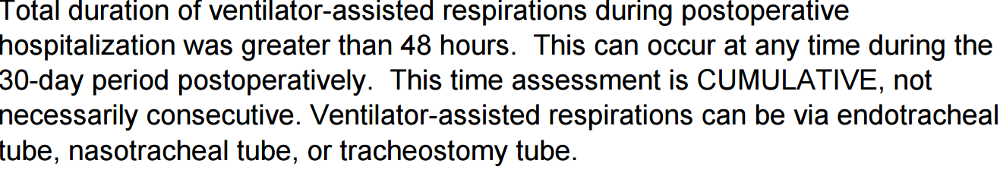 Total duration of ventilator-assisted respirations during postoperative
hospitalization was greater than 48 hours.  This can occur at any time during the
30-day period postoperatively.  This time assessment is CUMULATIVE, not
necessarily consecutive. Ventilator-assisted respirations can be via endotracheal
tube, nasotracheal tube, or tracheostomy tube.